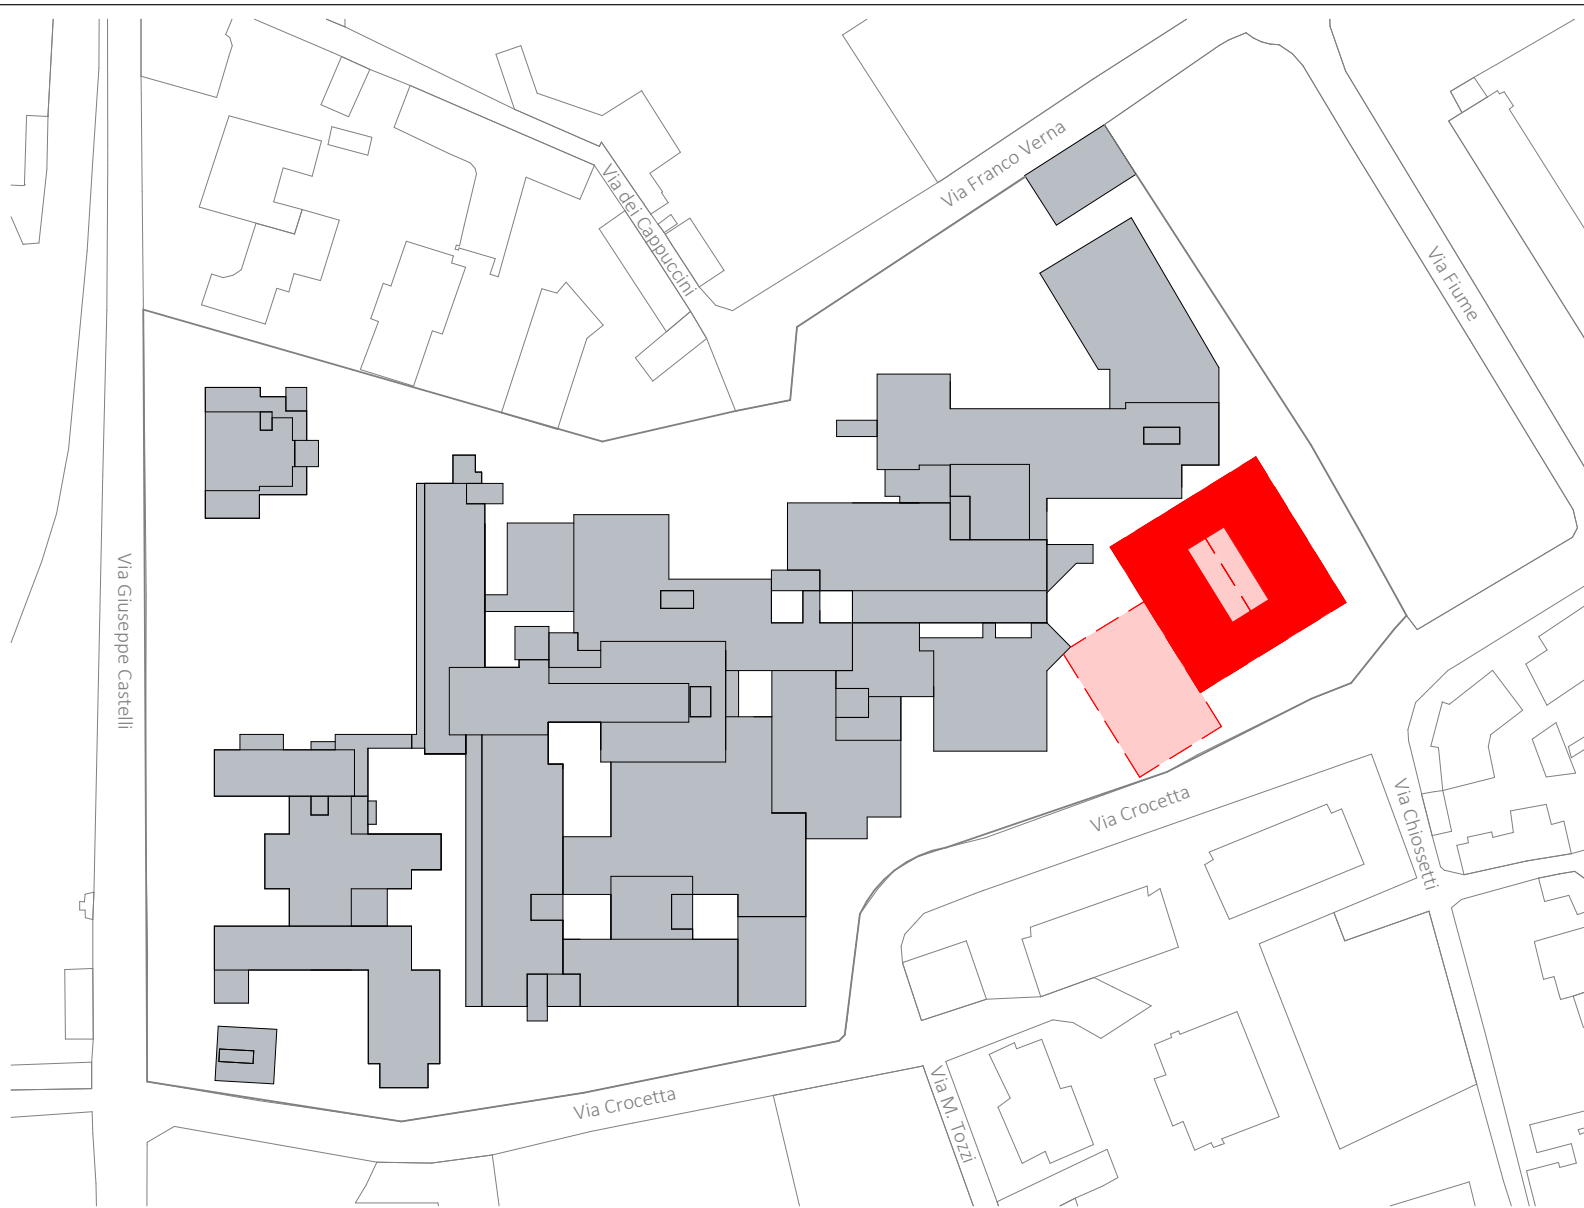 Via Franco Verna
Via dei Cappuccini
Via Fiume
Via Giuseppe Castelli
Via Crocetta
Via Chiossetti
Via Crocetta
Via M. Tozzi